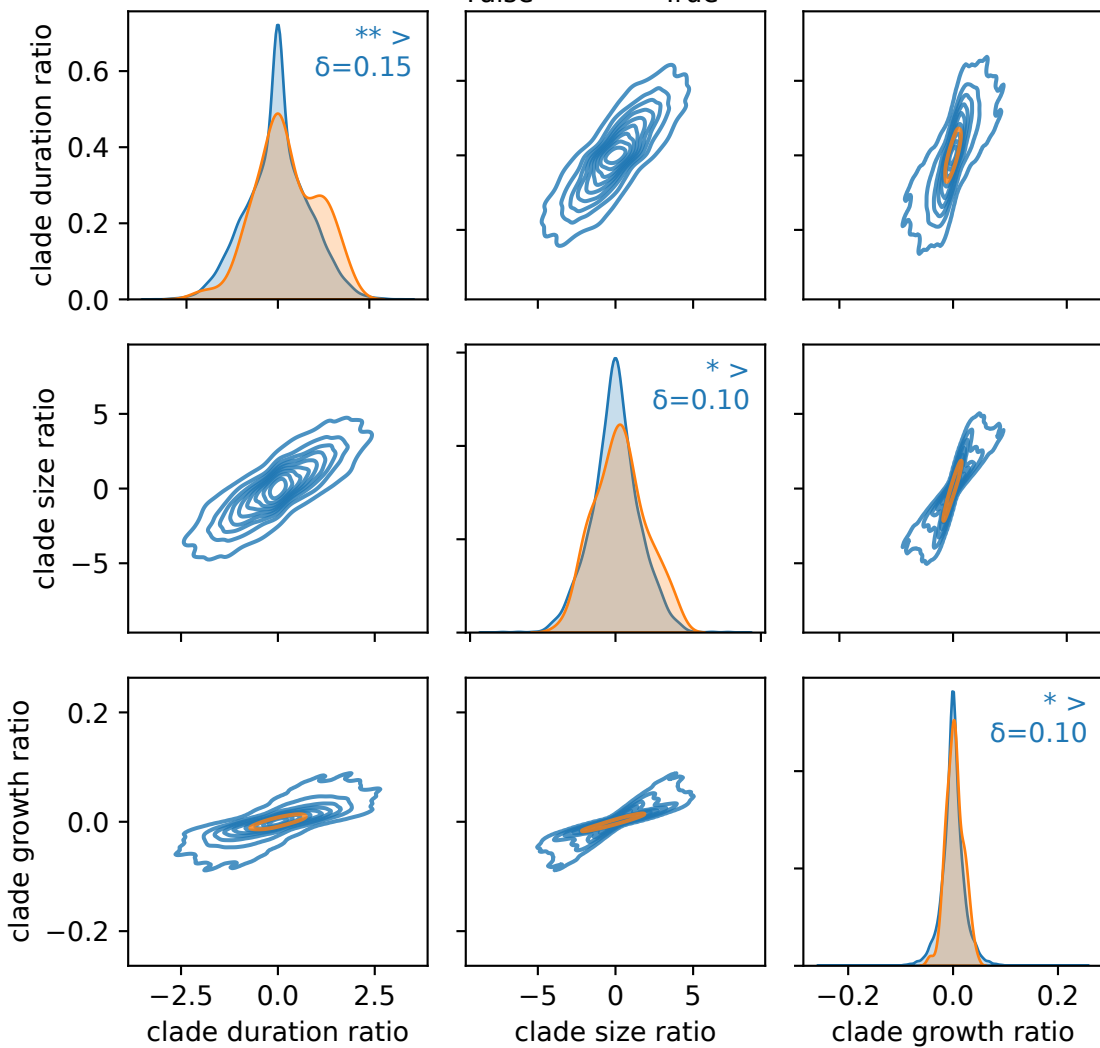 clade duration ratio
0.6
0.4
0.2
0.0
** >
δ=0.15
clade size ratio
5
0
−5
* >
δ=0.10
clade growth ratio
0.2
0.0
−0.2
* >
δ=0.10
−2.5 0.0 2.5
−5 0 5
−0.2 0.0 0.2
clade duration ratio
clade size ratio
clade growth ratio